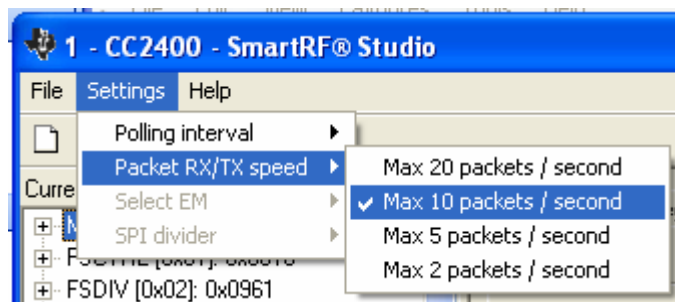 1 - CC2400 - SmartRF® Studio
File Settings Help
Polling interval
Packet RX/TX speed
Max 20 packets / second
Curre
Select EM
Max 10 packets / second
SPI divider
Max 5 packets / second
Max 2 packets / second
FSDIV [0x02]: 0x0961